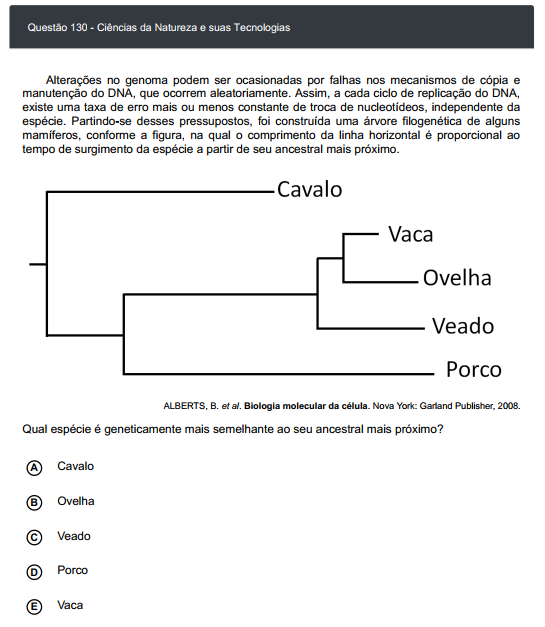 Questão 130 - Ciências da Natureza e suas Tecnologias
Alterações no genoma podem ser ocasionadas por falhas nos mecanismos de cópia e
manutenção do DNA, que ocorrem aleatoriamente. Assim, a cada ciclo de replicação do DNA,
existe uma taxa de erro mais ou menos constante de troca de nucleotídeos, independente da
espécie. Partindo-se desses pressupostos, foi construída uma árvore filogenética de alguns
mamíferos, conforme a figura, na qual o comprimento da linha horizontal é proporcional ao
tempo de surgimento da espécie a partir de seu ancestral mais próximo.
Cavalo
Vaca
Ovelha
Veado
Porco
ALBERTS, B. et al. Biologia molecular da célula. Nova York: Garland Publisher, 2008.
Qual espécie é geneticamente mais semelhante ao seu ancestral mais próximo?
A Cavalo
B Ovelha
C Veado
D Porco
E Vaca